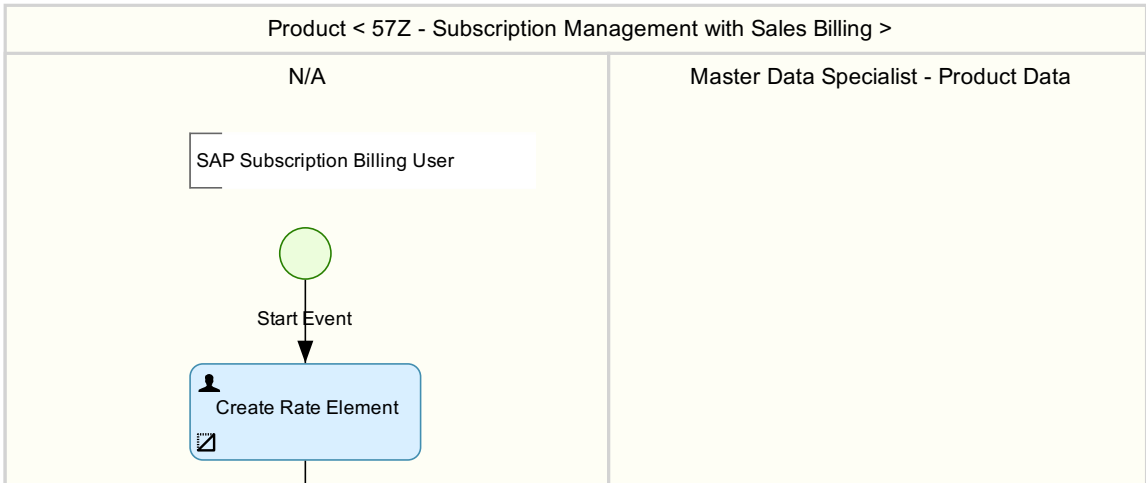 Product < 57Z - Subscription Management with Sales Billing >
N/A
Master Data Specialist - Product Data
SAP Subscription Billing User
Start Event
Create Rate Element